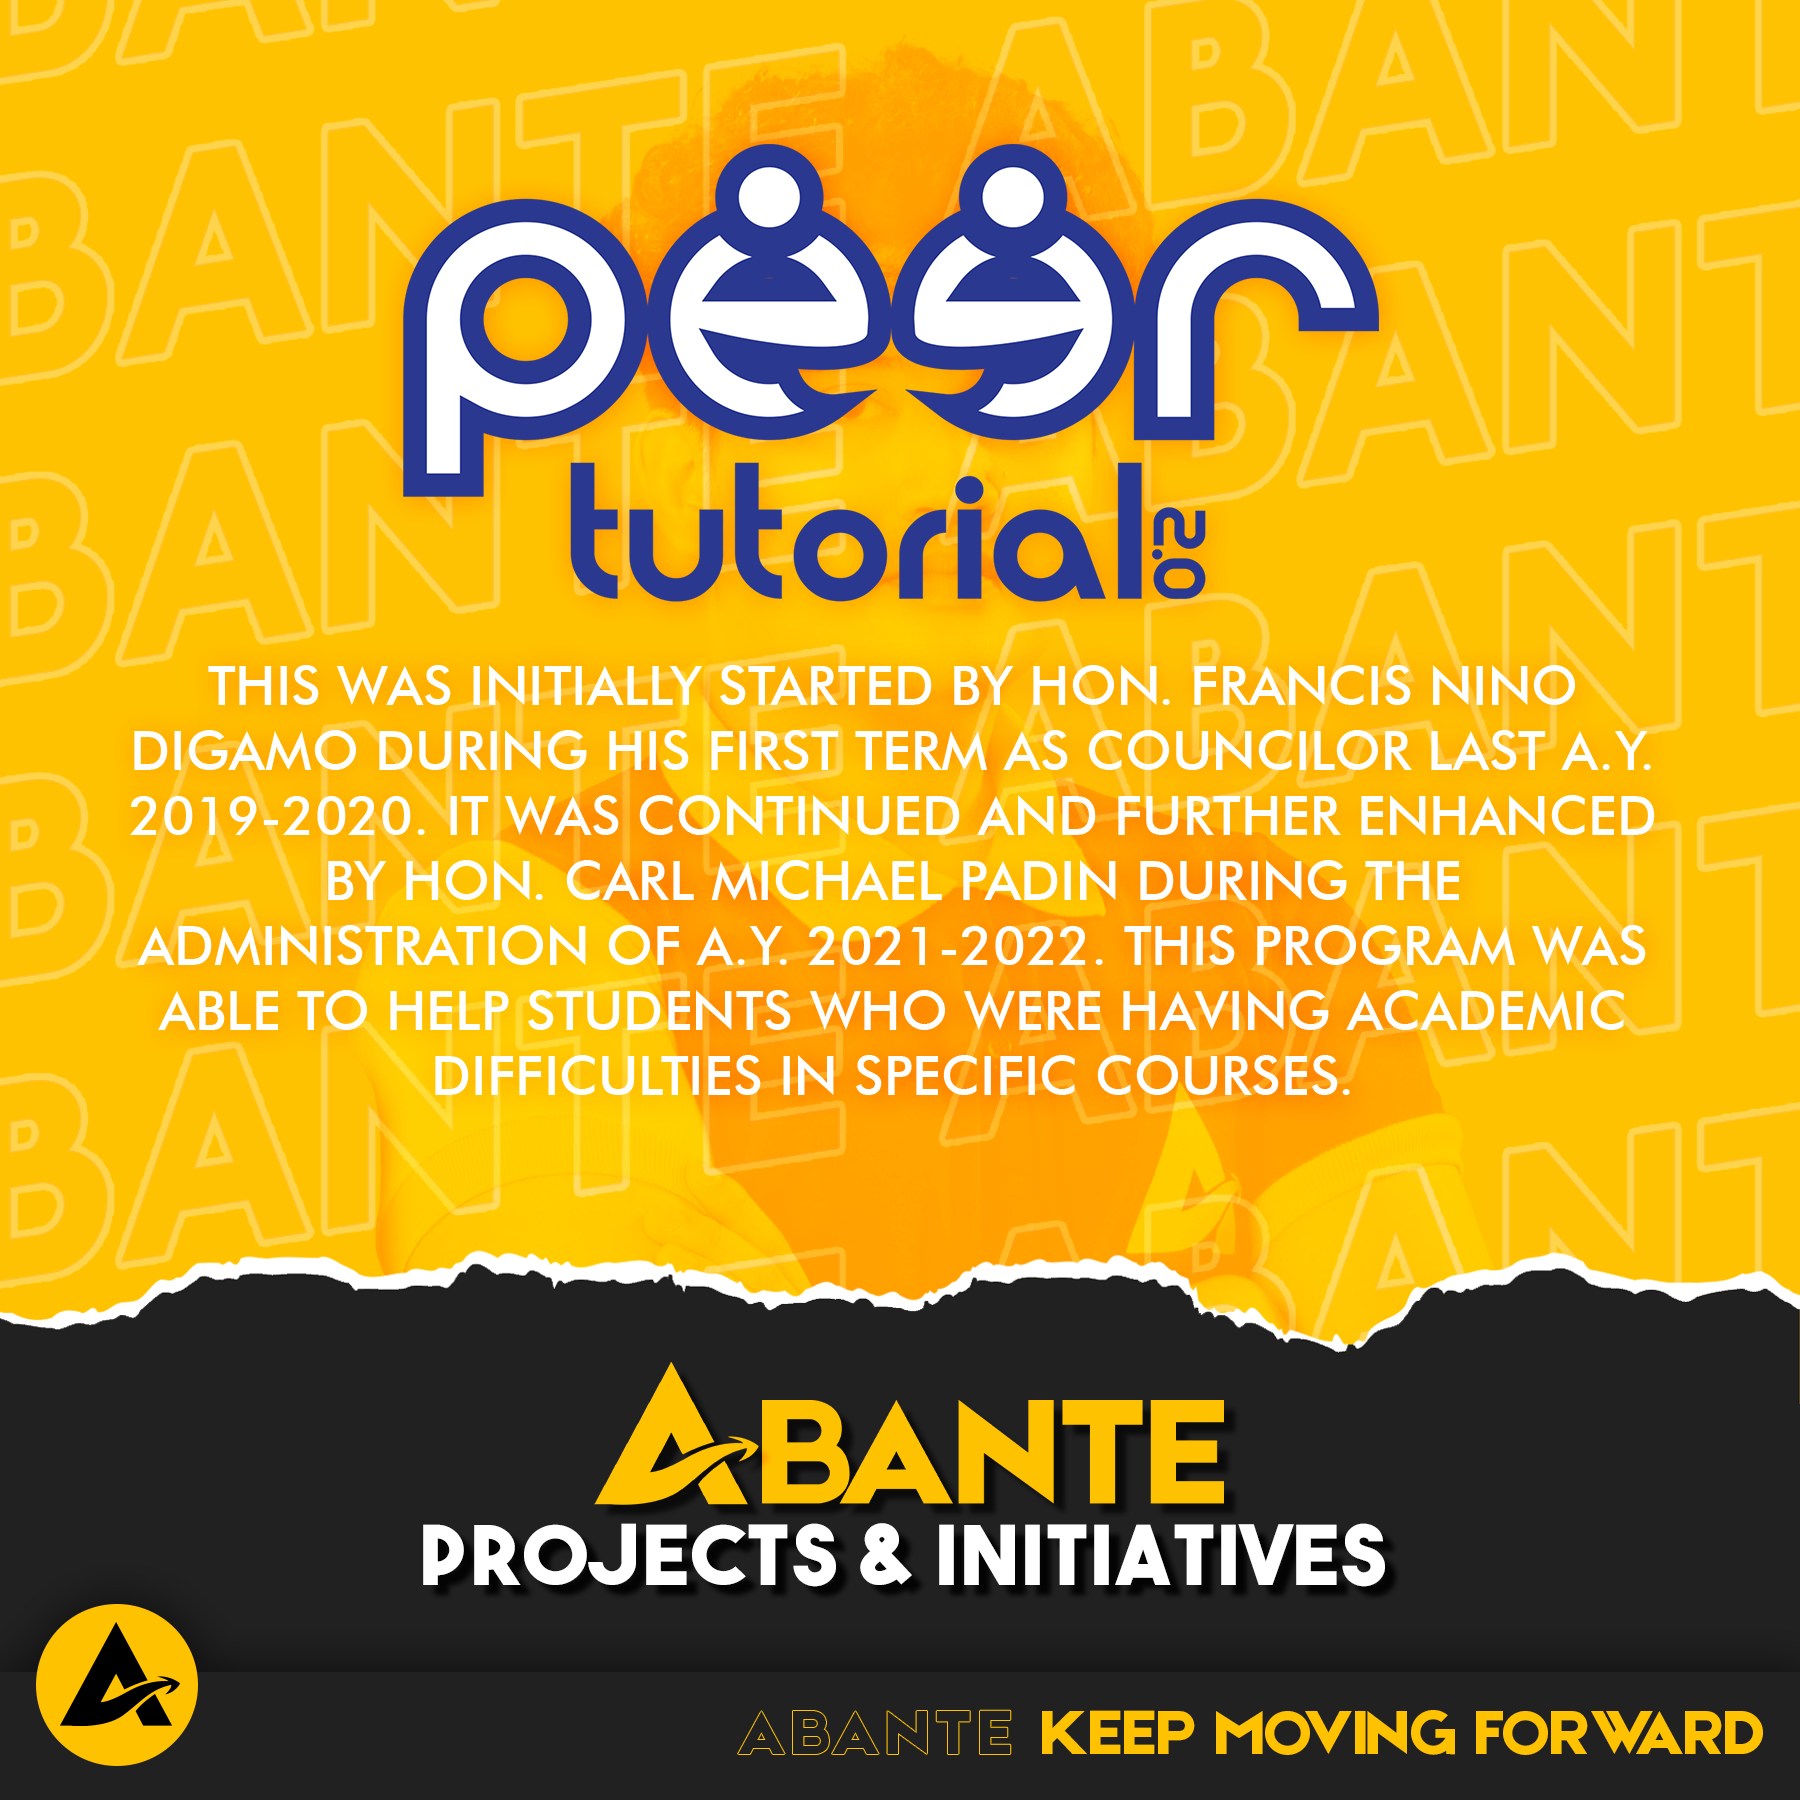 peer
tutorial 2.0
THIS WAS INITIALLY STARTED BY HON. FRANCIS NINO
DIGAMO DURING HIS FIRST TERM AS COUNCILOR LAST A.Y.
2019-2020. IT WAS CONTINUED AND FURTHER ENHANCED
BY HON. CARL MICHAEL PADIN DURING THE
ADMINISTRATION OF A.Y. 2021-2022. THIS PROGRAM WAS
ABLE TO HELP STUDENTS WHO WERE HAVING ACADEMIC
DIFFICULTIES IN SPECIFIC COURSES.
ABANTE
PROJECTS & INITIATIVES
A
ABANTE KEEP MOVING FORWARD